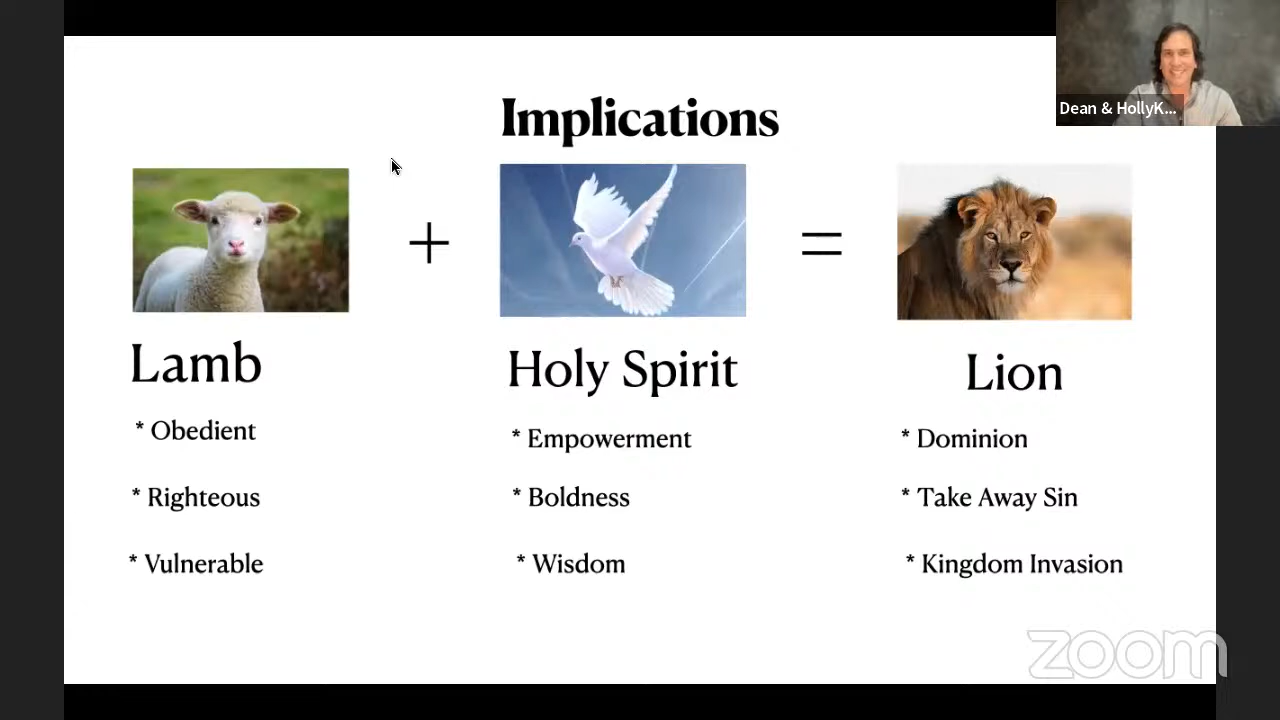 Implications
Dean & HollyK...
+
=
Lamb
* Obedient
* Righteous
* Vulnerable
Holy Spirit
* Empowerment
* Boldness
* Wisdom
Lion
* Dominion
* Take Away Sin
* Kingdom Invasion
zoom